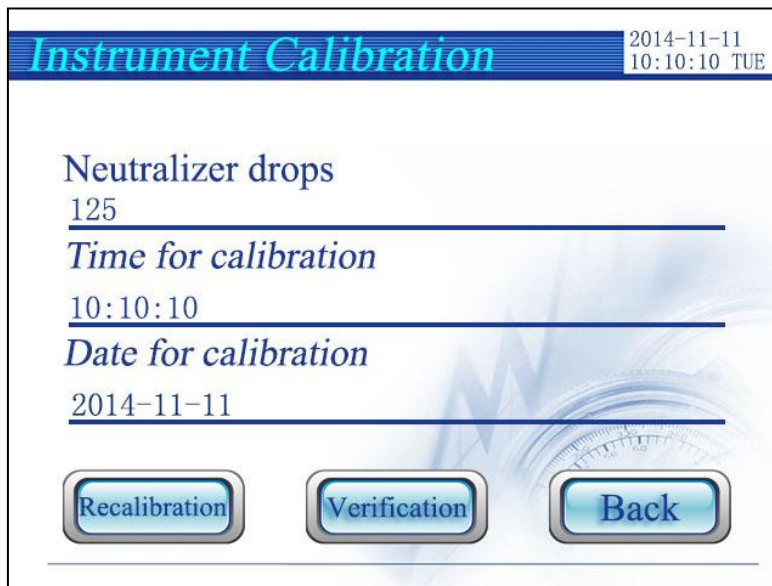 Instrument Calibration
2014-11-11
10:10:10 TUE
Neutralizer drops
125
Time for calibration
10:10:10
Date for calibration
2014-11-11
Recalibration
Verification
Back